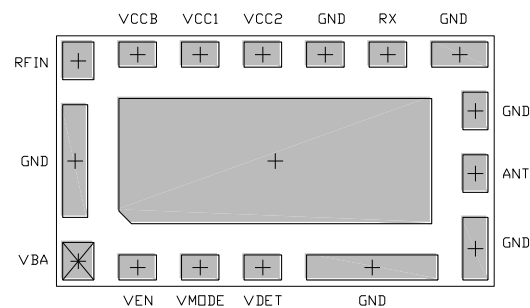 VCCB VCC1 VCC2 GND RX GND
RFIN
GND
GND
ANT
VBA
GND
VEN VMODE VDET GND